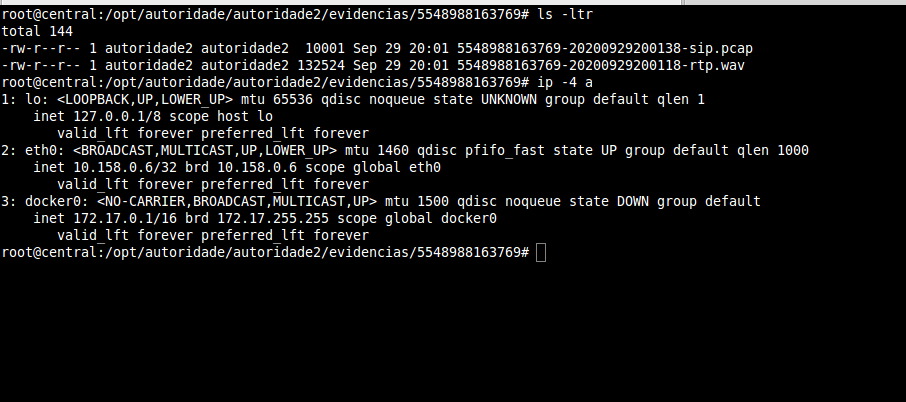 root@central:/opt/autoridade/autoridade2/evidencias/5548988163769# ls -ltr
total 144
-rw-r--r-- 1 autoridade2 autoridade2  10001 Sep 29 20:01 5548988163769-20200929200138-sip.pcap
-rw-r--r-- 1 autoridade2 autoridade2 132524 Sep 29 20:01 5548988163769-20200929200118-rtp.wav
root@central:/opt/autoridade/autoridade2/evidencias/5548988163769# ip -4 a
1: lo: <LOOPBACK,UP,LOWER_UP> mtu 65536 qdisc noqueue state UNKNOWN group default qlen 1
    inet 127.0.0.1/8 scope host lo
       valid_lft forever preferred_lft forever
2: eth0: <BROADCAST,MULTICAST,UP,LOWER_UP> mtu 1460 qdisc pfifo_fast state UP group default qlen 1000
    inet 10.158.0.6/32 brd 10.158.0.6 scope global eth0
       valid_lft forever preferred_lft forever
3: docker0: <NO-CARRIER,BROADCAST,MULTICAST,UP> mtu 1500 qdisc noqueue state DOWN group default
    inet 172.17.0.1/16 brd 172.17.255.255 scope global docker0
       valid_lft forever preferred_lft forever
root@central:/opt/autoridade/autoridade2/evidencias/5548988163769#